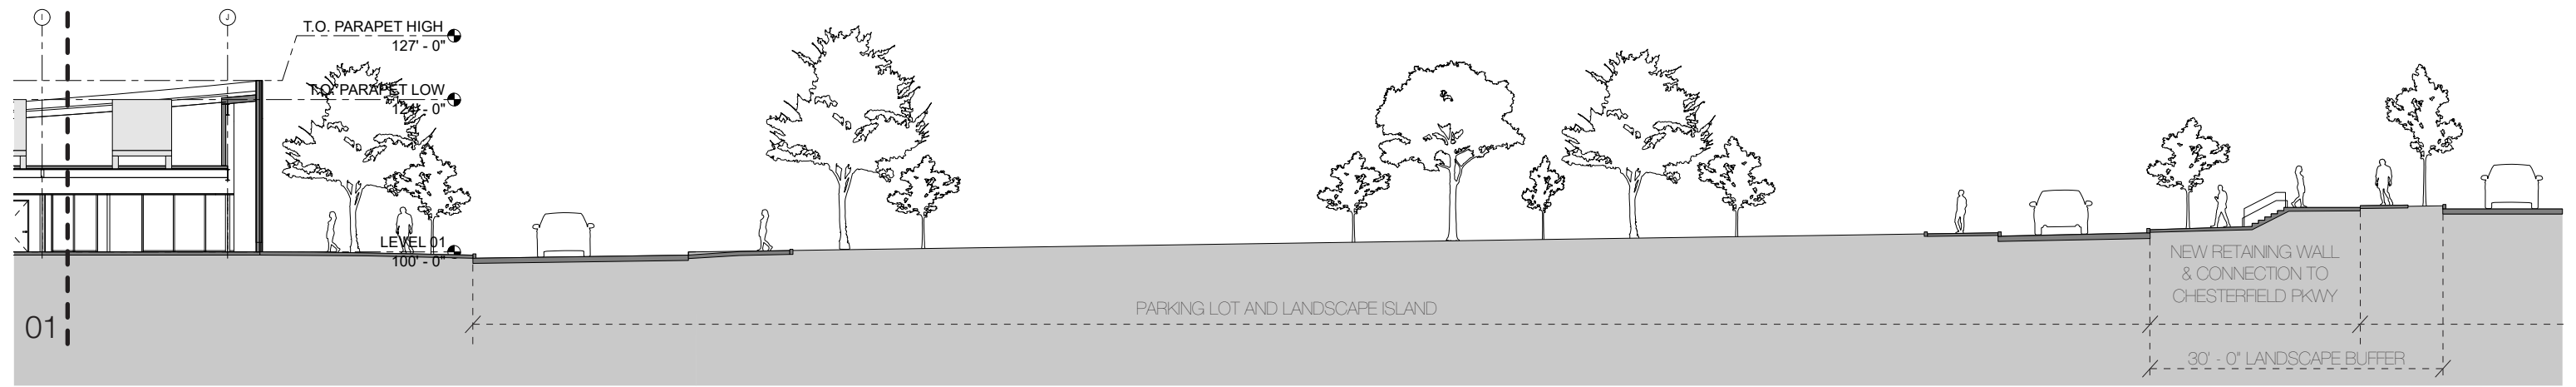 I
J
T.O. PARAPET HIGH
127' - 0"
T.O. PARAPET LOW
124' - 0"
LEVEL 01
100' - 0"
NEW RETAINING WALL
& CONNECTION TO
CHESTERFIELD PKWY
PARKING LOT AND LANDSCAPE ISLAND
01
30' - 0" LANDSCAPE BUFFER